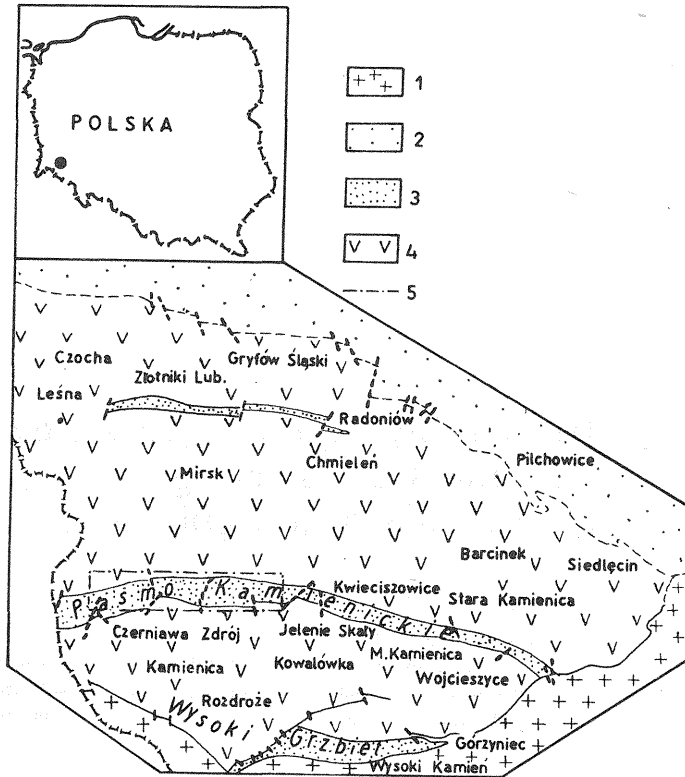 POLSKA
1
2
3
4
5
Czocha
Gryfów Śląski
Złotniki Lub.
Leśna
Radoniów
Chmieleń
Pilchowice
Mirsk
Barcinek
Siedlęcin
Kwieciszowice
Stara Kamienica
Pasmo Kamienickie
Czerniawa Zdrój
Jelenie Skały
M.Kamienica
Kamienica
Kowalówka
Wojcieszyce
Rozdroże
Wysoki Grzbiet
Górzyniec
Wysoki Kamień